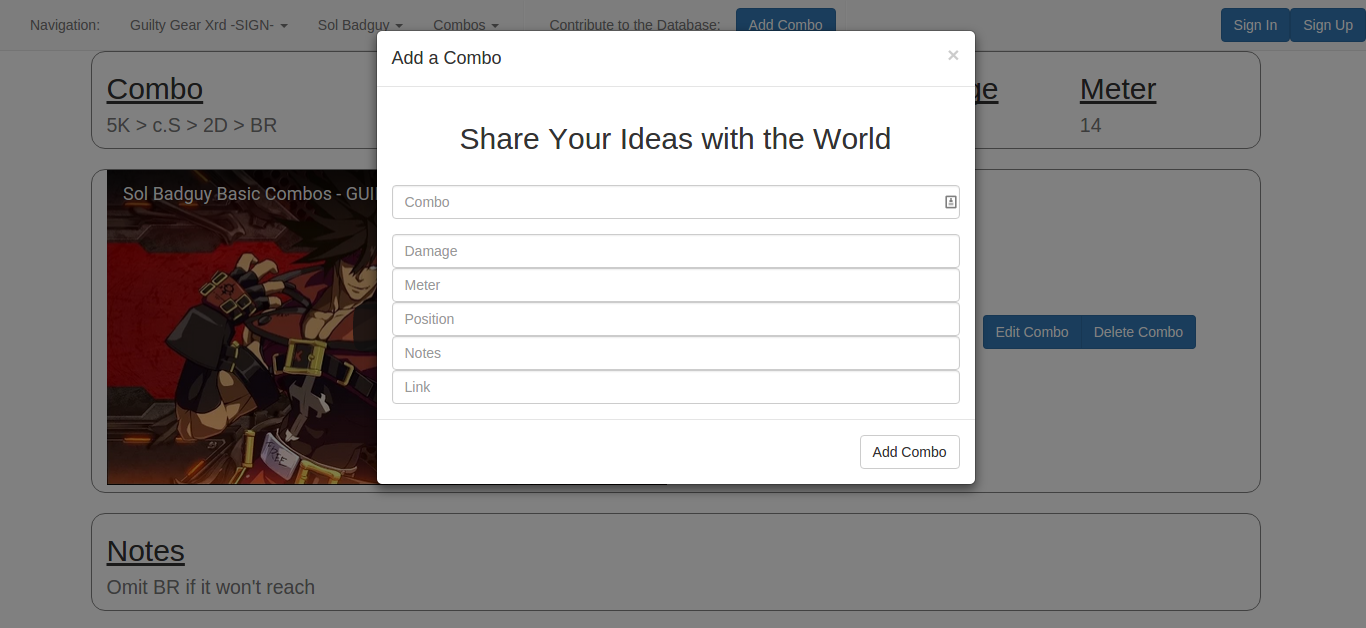 Navigation: Guilty Gear Xrd -SIGN- Sol Badguy Combos Contribute to the Database: Add Combo Sign In Sign Up
Add a Combo ×
Combo ge Meter
5K > c.S > 2D > BR 14
Share Your Ideas with the World
Sol Badguy Basic Combos - GUI
Combo
Damage
Meter
Position
Notes
Link
Edit Combo Delete Combo
FREE
Add Combo
Notes
Omit BR if it won't reach